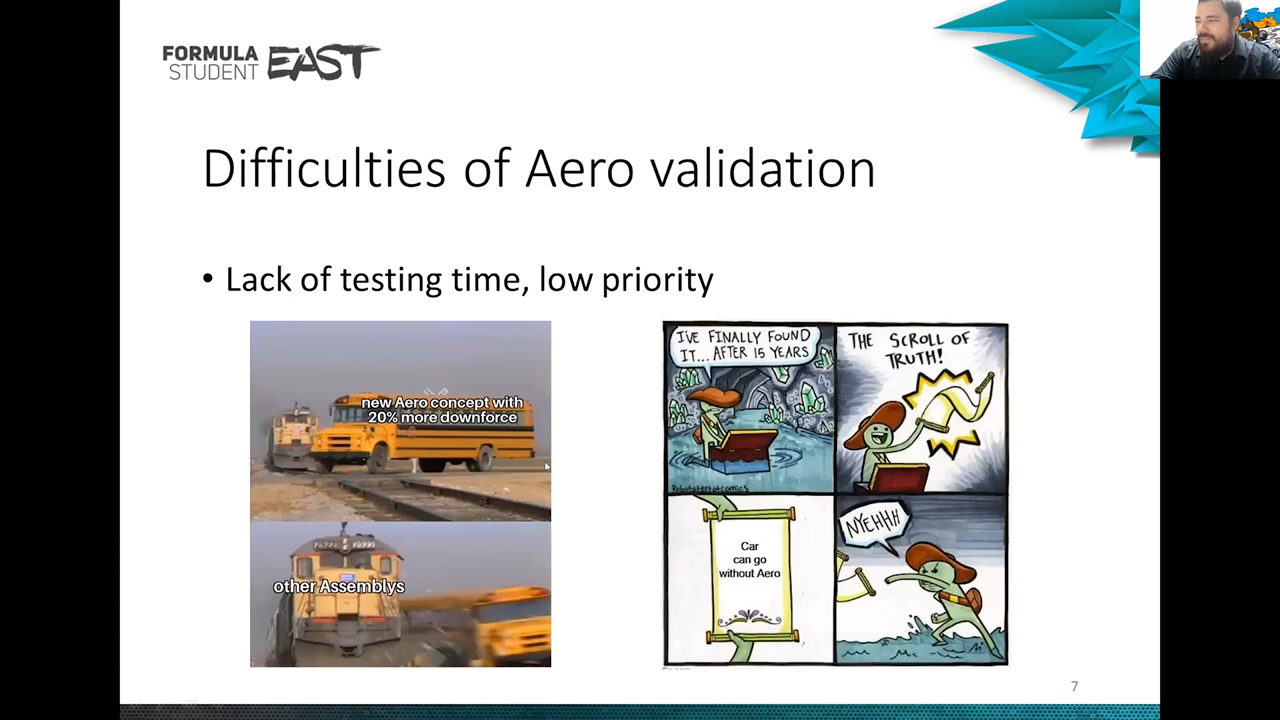 FORMULA
STUDENT EAST
Difficulties of Aero validation
• Lack of testing time, low priority
new Aero concept with
20% more downforce
other Assemblys
I'VE FINALLY FOUND
IT... AFTER 15 YEARS
THE SCROLL OF
TRUTH!
Robotatertotcomics
Car
can go
without Aero
NYEHHH
7